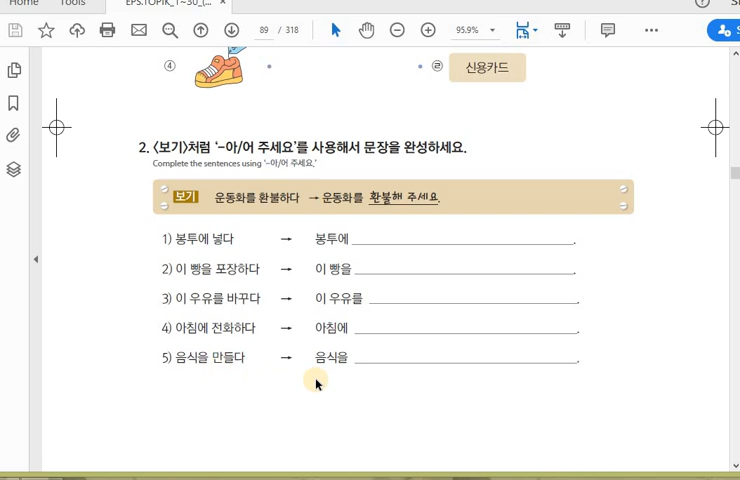 Home Tools EPS.TOPIK_1~30_(... ×
89 / 318 95.9%
④ ㉣ 신용카드
2. <보기>처럼 '-아/어 주세요'를 사용해서 문장을 완성하세요.
Complete the sentences using '-아/어 주세요.'
보기 운동화를 환불하다 → 운동화를 환불해 주세요.
1) 봉투에 넣다 → 봉투에 .
2) 이 빵을 포장하다 → 이 빵을 .
3) 이 우유를 바꾸다 → 이 우유를 .
4) 아침에 전화하다 → 아침에 .
5) 음식을 만들다 → 음식을 .